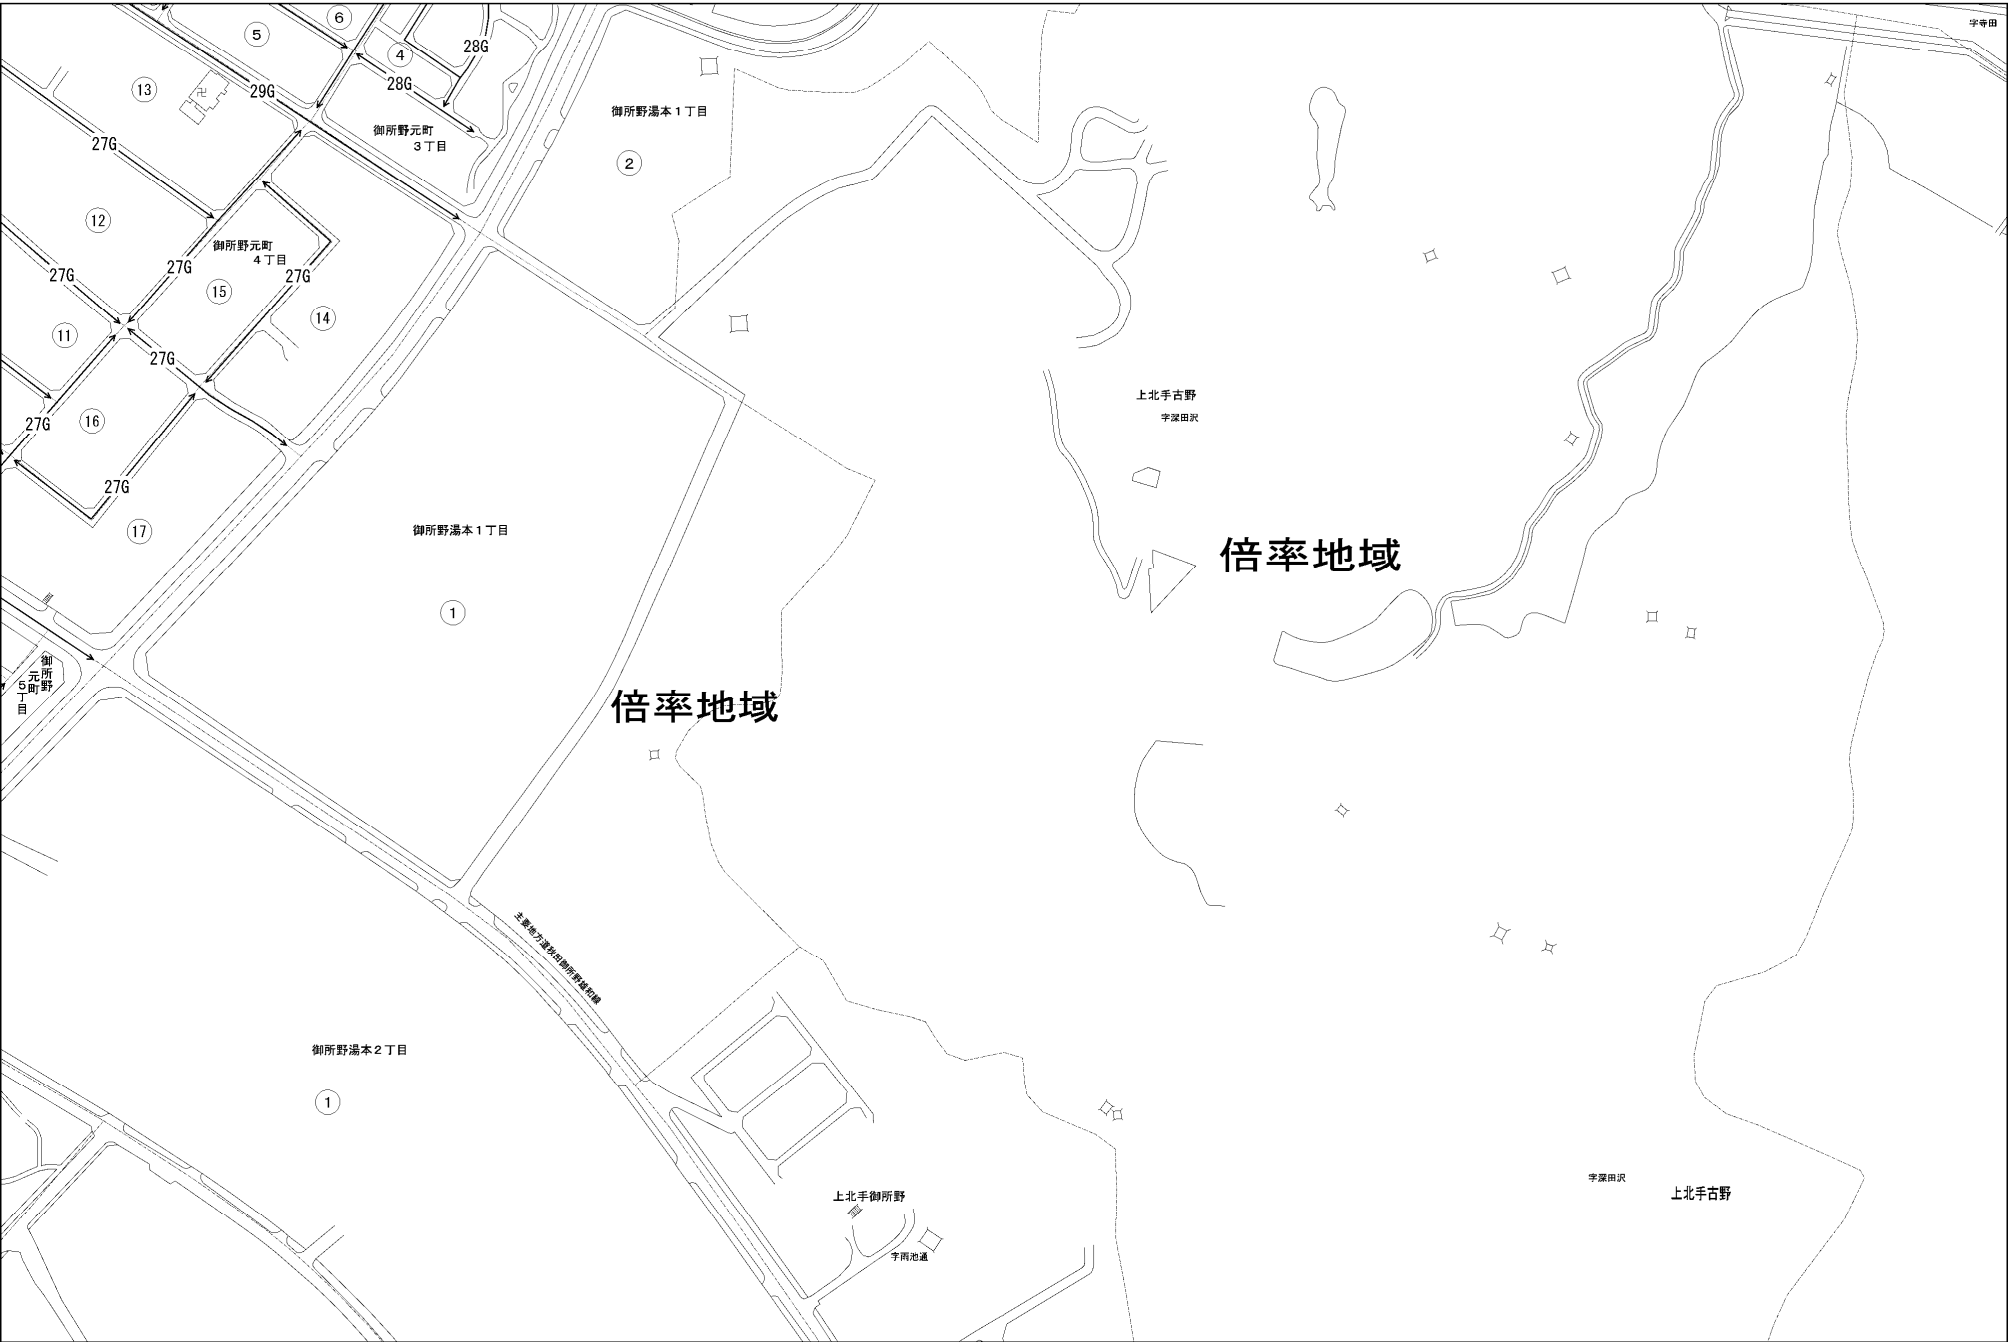 6
5
4
28G
字寺田
13
卍
29G
28G
御所野元町
3丁目
御所野湯本1丁目
2
27G
12
御所野元町
4丁目
27G
27G
27G
15
14
11
27G
上北手古野
字深田沢
16
27G
27G
17
御所野湯本1丁目
1
倍率地域
御所野
元町
5丁目
倍率地域
主要地方道秋田御所野雄和線
御所野湯本2丁目
1
字深田沢
上北手古野
上北手御所野
字雨池通